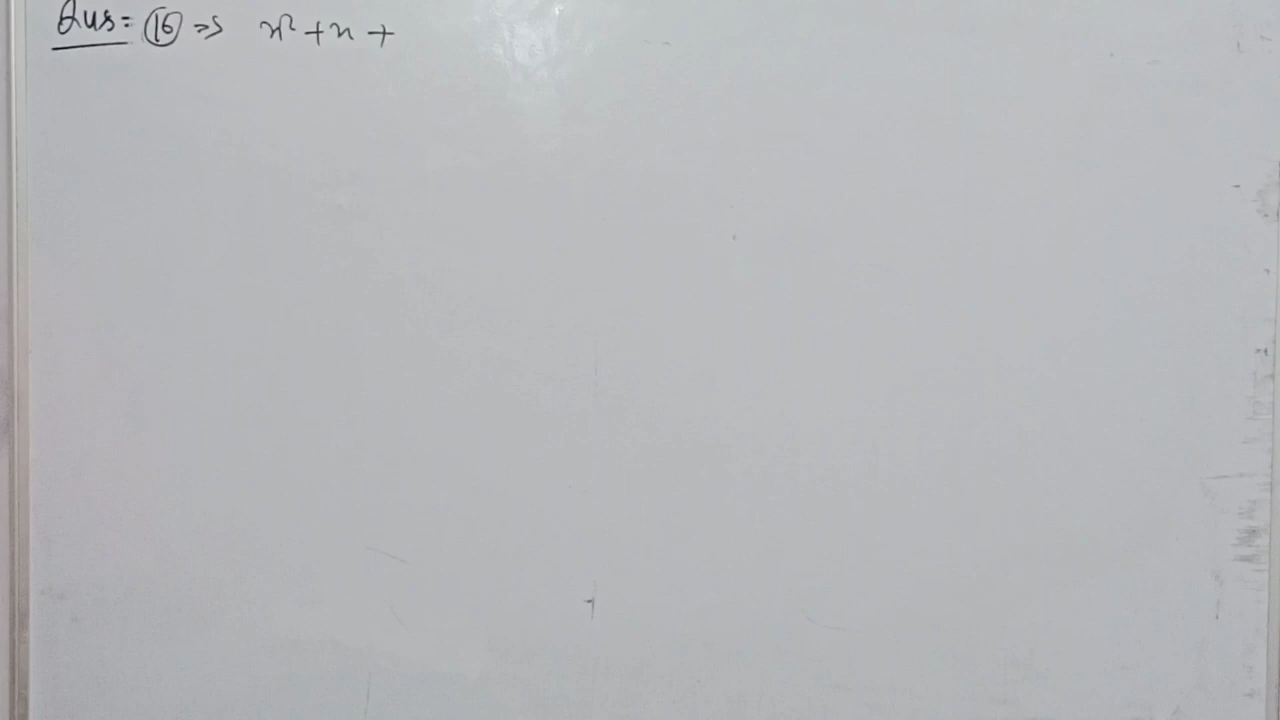 Qus = ⑯ => x² + x +